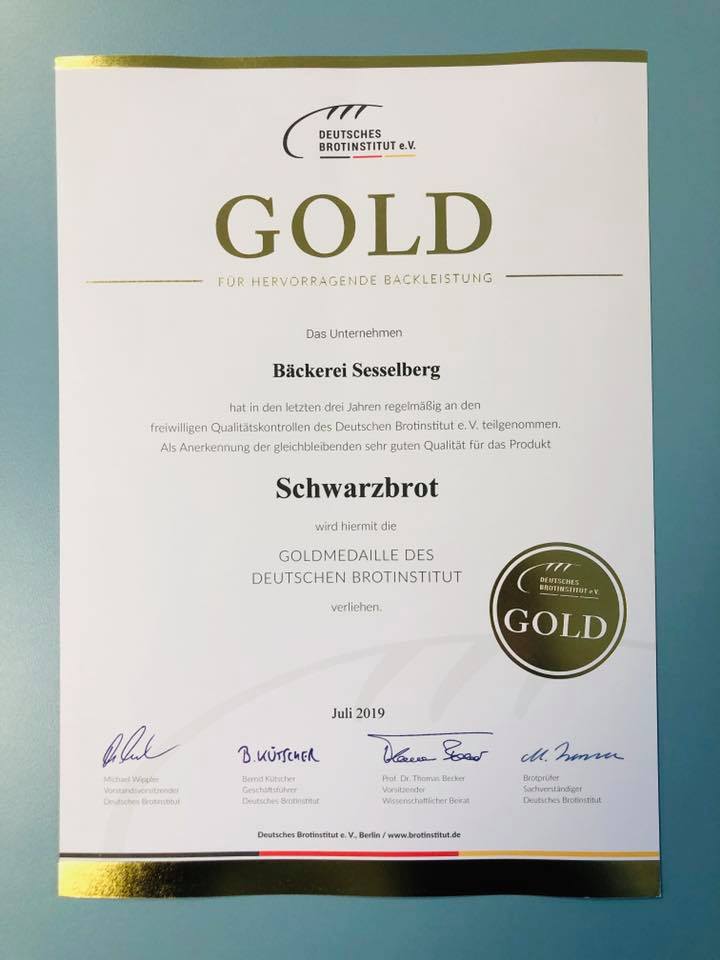 DEUTSCHES
BROTINSTITUT e.V.
GOLD
FÜR HERVORRAGENDE BACKLEISTUNG
Das Unternehmen
Bäckerei Sesselberg
hat in den letzten drei Jahren regelmäßig an den
freiwilligen Qualitätskontrollen des Deutschen Brotinstitut e. V. teilgenommen.
Als Anerkennung der gleichbleibenden sehr guten Qualität für das Produkt
Schwarzbrot
wird hiermit die
GOLDMEDAILLE DES
DEUTSCHEN BROTINSTITUT
verliehen.
DEUTSCHES
BROTINSTITUT e.V.
GOLD
Juli 2019
B. KÜTSCHER
Michael Wippler
Vorstandsvorsitzender
Deutsches Brotinstitut
Bernd Kütscher
Geschäftsführer
Deutsches Brotinstitut
Prof. Dr. Thomas Becker
Vorsitzender
Wissenschaftlicher Beirat
Brotprüfer
Sachverständiger
Deutsches Brotinstitut
Deutsches Brotinstitut e. V., Berlin / www.brotinstitut.de